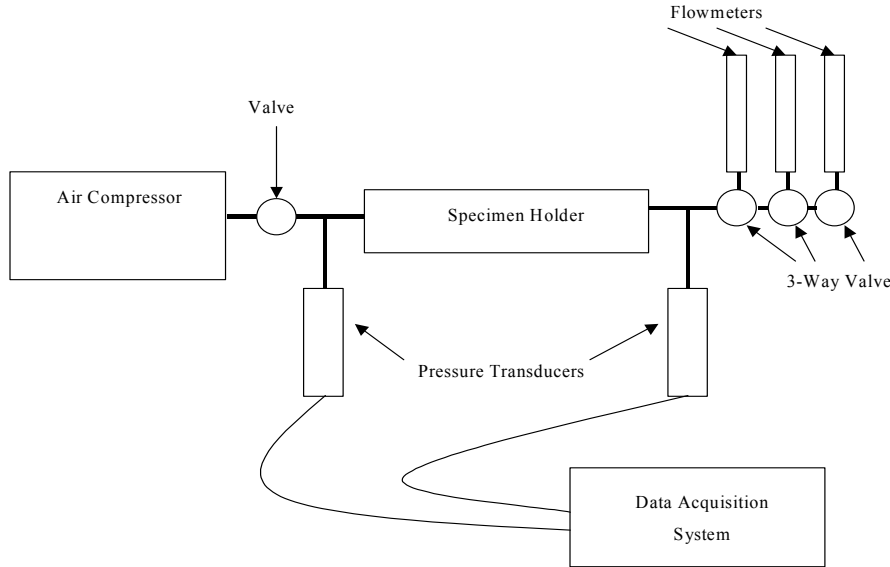 Flowmeters
Valve
Air Compressor
Specimen Holder
3-Way Valve
Pressure Transducers
Data Acquisition
System